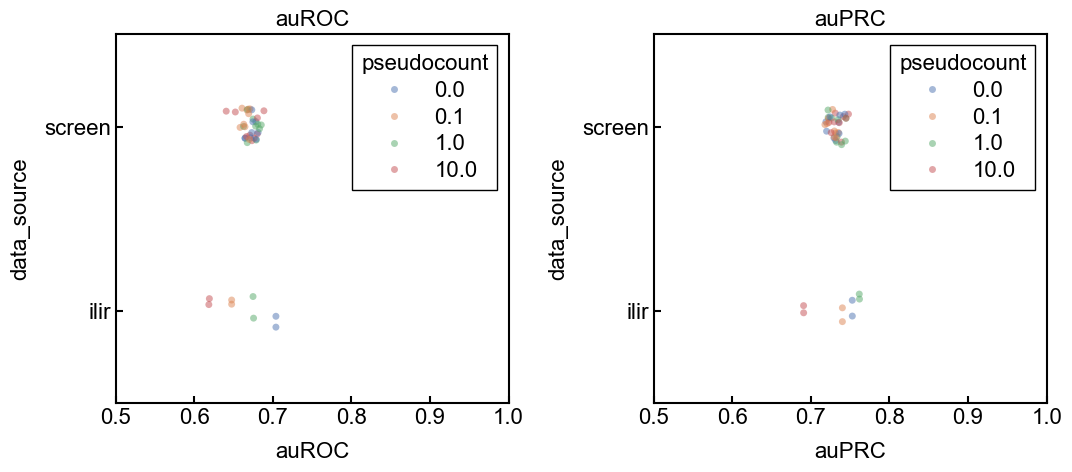 auROC
pseudocount
0.0
0.1
1.0
10.0
screen
ilir
data_source
0.5 0.6 0.7 0.8 0.9 1.0
auROC
auPRC
pseudocount
0.0
0.1
1.0
10.0
screen
ilir
data_source
0.5 0.6 0.7 0.8 0.9 1.0
auPRC